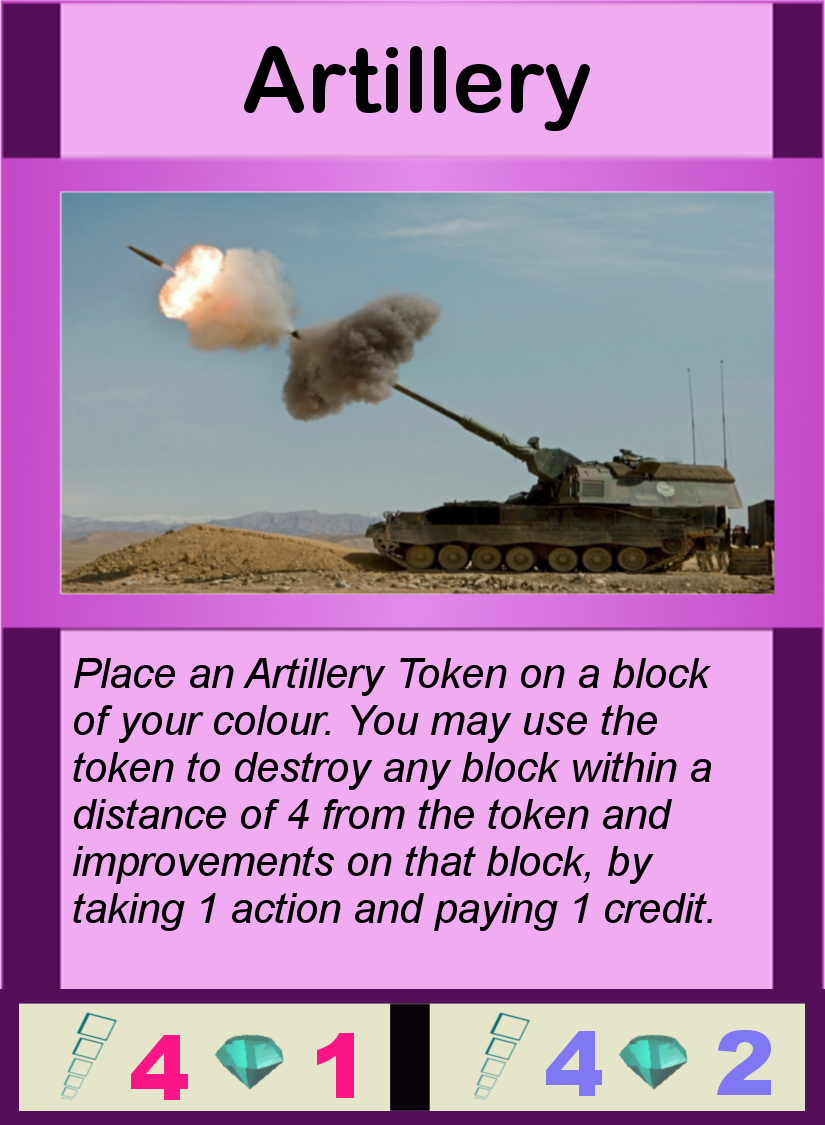 Artillery
Place an Artillery Token on a block
of your colour. You may use the
token to destroy any block within a
distance of 4 from the token and
improvements on that block, by
taking 1 action and paying 1 credit.
4 1 4 2